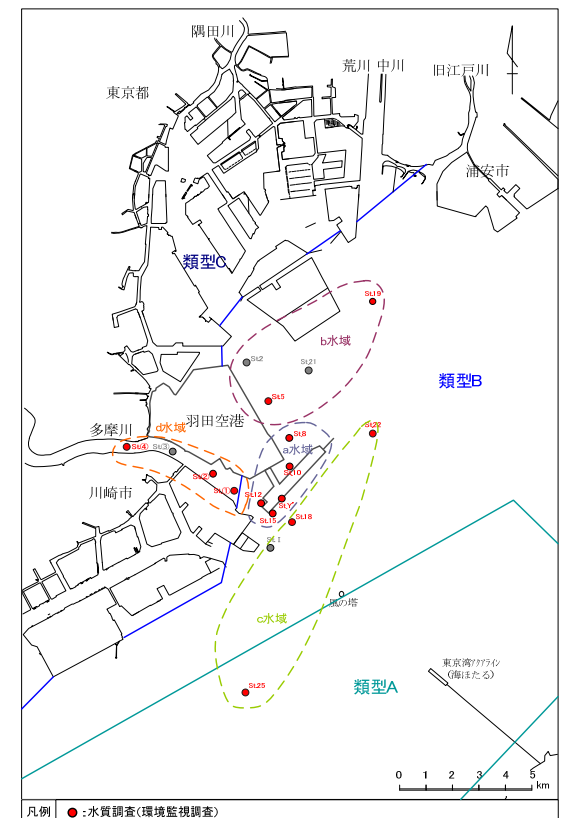 隅田川
荒川 中川
旧江戸川
東京都
浦安市
類型C
St.19
b水域
St.2
St.21
類型B
St.5
羽田空港
多摩川
d水域
St.8
St.22
St.④
St.③
a水域
St.10
川崎市
St.②
St.①
St.12
St.Y
St.15
St.18
St.1
風の塔
c水域
東京湾アクアライン
(海ほたる)
St.25
類型A
0 1 2 3 4 5
km
凡例 ●:水質調査(環境監視調査)